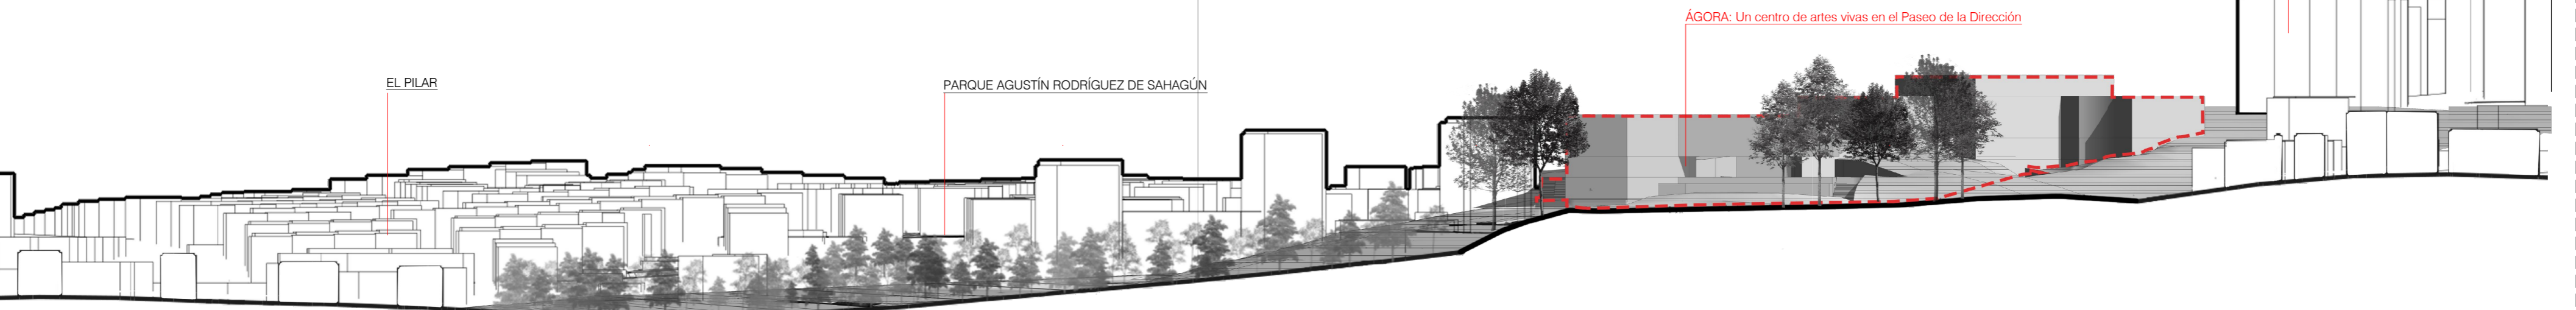 ÁGORA: Un centro de artes vivas en el Paseo de la Dirección
EL PILAR
PARQUE AGUSTÍN RODRÍGUEZ DE SAHAGÚN